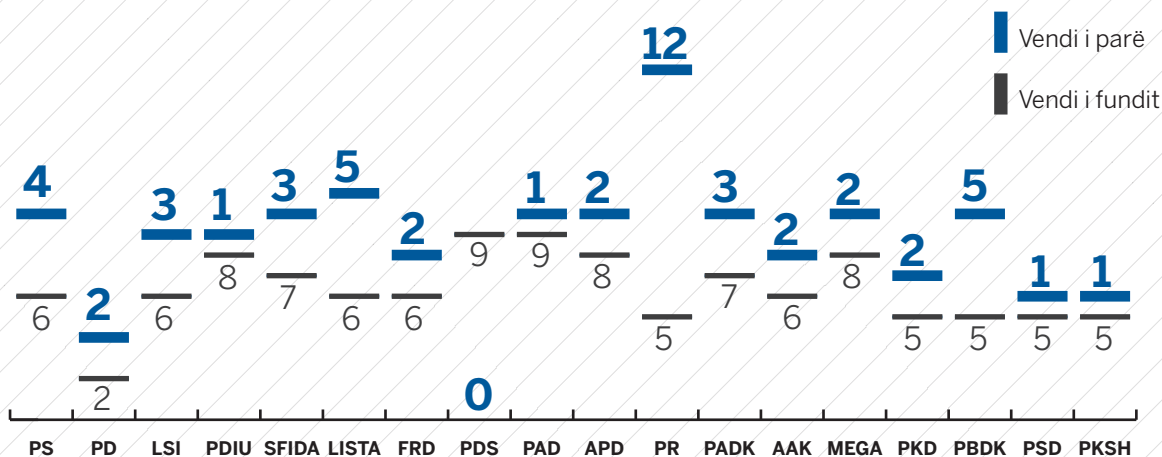 Vendi i parë
Vendi i fundit
4 2 3 1 3 5 2 0 1 2 12 3 2 2 2 5 1 1
6 2 6 8 7 6 6 9 9 8 5 7 6 8 5 5 5 5
PS PD LSI PDIU SFIDA LISTA FRD PDS PAD APD PR PADK AAK MEGA PKD PBDK PSD PKSH